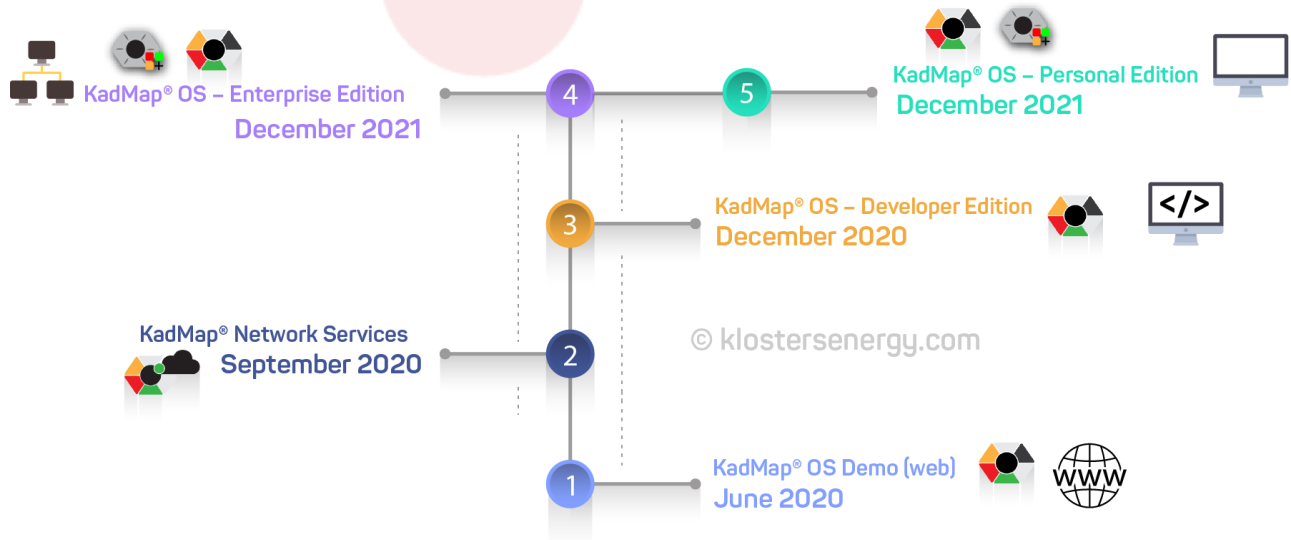 KadMap® OS – Enterprise Edition
December 2021
4
5
KadMap® OS – Personal Edition
December 2021
3
KadMap® OS – Developer Edition
December 2020
</>
KadMap® Network Services
September 2020
2
© klostersenergy.com
1
KadMap® OS Demo (web)
June 2020
WWW